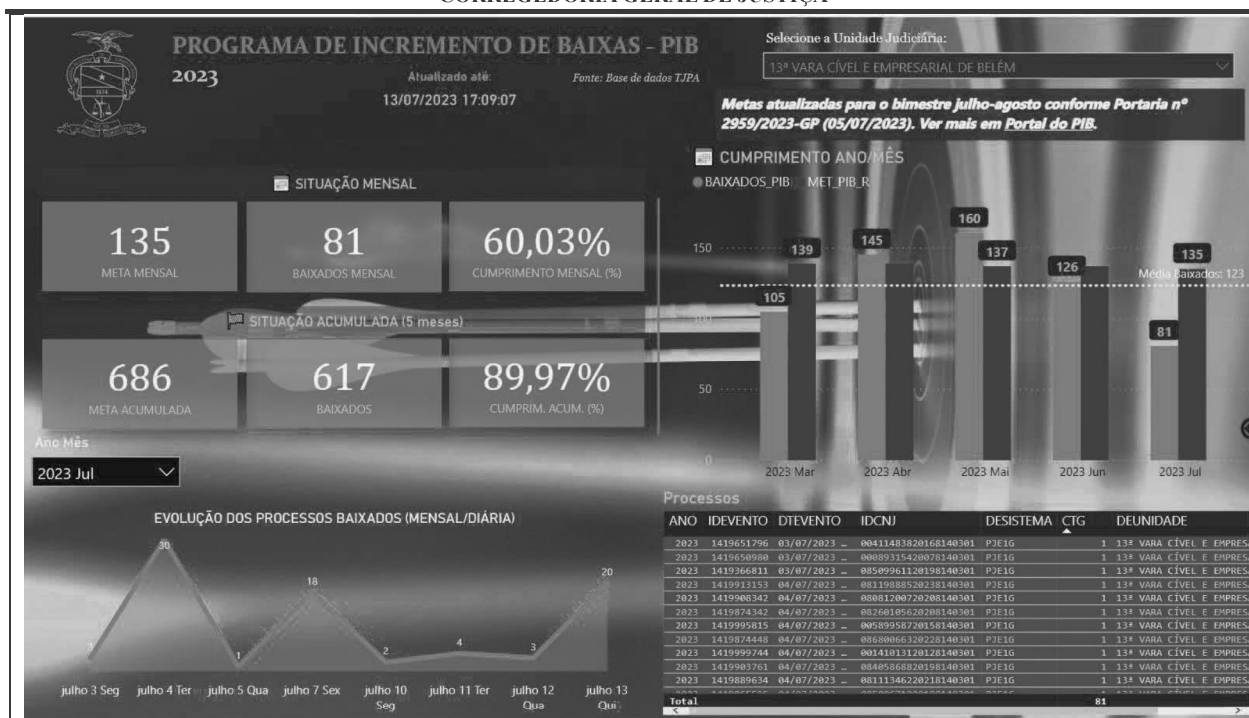 CORREGEDORIA GERAL DE JUSTIÇA
PROGRAMA DE INCREMENTO DE BAIXAS - PIB
2023
Atualizado até:
13/07/2023 17:09:07
Fonte: Base de dados TJPA
Selecione a Unidade Judiciária:
13ª VARA CÍVEL E EMPRESARIAL DE BELÉM
Metas atualizadas para o bimestre julho-agosto conforme Portaria nº
2959/2023-GP (05/07/2023). Ver mais em Portal do PIB.
SITUAÇÃO MENSAL
135
META MENSAL
81
BAIXADOS MENSAL
60,03%
CUMPRIMENTO MENSAL (%)
SITUAÇÃO ACUMULADA (5 meses)
686
META ACUMULADA
617
BAIXADOS
89,97%
CUMPRIM. ACUM. (%)
CUMPRIMENTO ANO/MÊS
BAIXADOS_PIB MET_PIB_R
150
100
50
0
105
139
145
160
137
126
135
81
Média Baixados: 123
2023 Mar 2023 Abr 2023 Mai 2023 Jun 2023 Jul
Ano Mês
2023 Jul
EVOLUÇÃO DOS PROCESSOS BAIXADOS (MENSAL/DIÁRIA)
3 30 1 18 2 4 3 20
julho 3 Seg julho 4 Ter julho 5 Qua julho 7 Sex julho 10 Seg julho 11 Ter julho 12 Qua julho 13 Qui
Processos
ANO IDEVENTO DTEVENTO IDCNJ DESISTEMA CTG DEUNIDADE
2023 1419651796 03/07/2023 … 00411483820168140301 PJE1G 1 13ª VARA CÍVEL E EMPRESA
2023 1419650980 03/07/2023 … 00089315420078140301 PJE1G 1 13ª VARA CÍVEL E EMPRESA
2023 1419366811 03/07/2023 … 08509961120198140301 PJE1G 1 13ª VARA CÍVEL E EMPRESA
2023 1419913153 04/07/2023 … 08119888520238140301 PJE1G 1 13ª VARA CÍVEL E EMPRESA
2023 1419908342 04/07/2023 … 08081200720208140301 PJE1G 1 13ª VARA CÍVEL E EMPRESA
2023 1419874342 04/07/2023 … 08260105620208140301 PJE1G 1 13ª VARA CÍVEL E EMPRESA
2023 1419995815 04/07/2023 … 00589958720158140301 PJE1G 1 13ª VARA CÍVEL E EMPRESA
2023 1419874448 04/07/2023 … 08680066320228140301 PJE1G 1 13ª VARA CÍVEL E EMPRESA
2023 1419999744 04/07/2023 … 00141013120128140301 PJE1G 1 13ª VARA CÍVEL E EMPRESA
2023 1419903761 04/07/2023 … 08405868820198140301 PJE1G 1 13ª VARA CÍVEL E EMPRESA
2023 1419889634 04/07/2023 … 08111346220218140301 PJE1G 1 13ª VARA CÍVEL E EMPRESA
Total 81